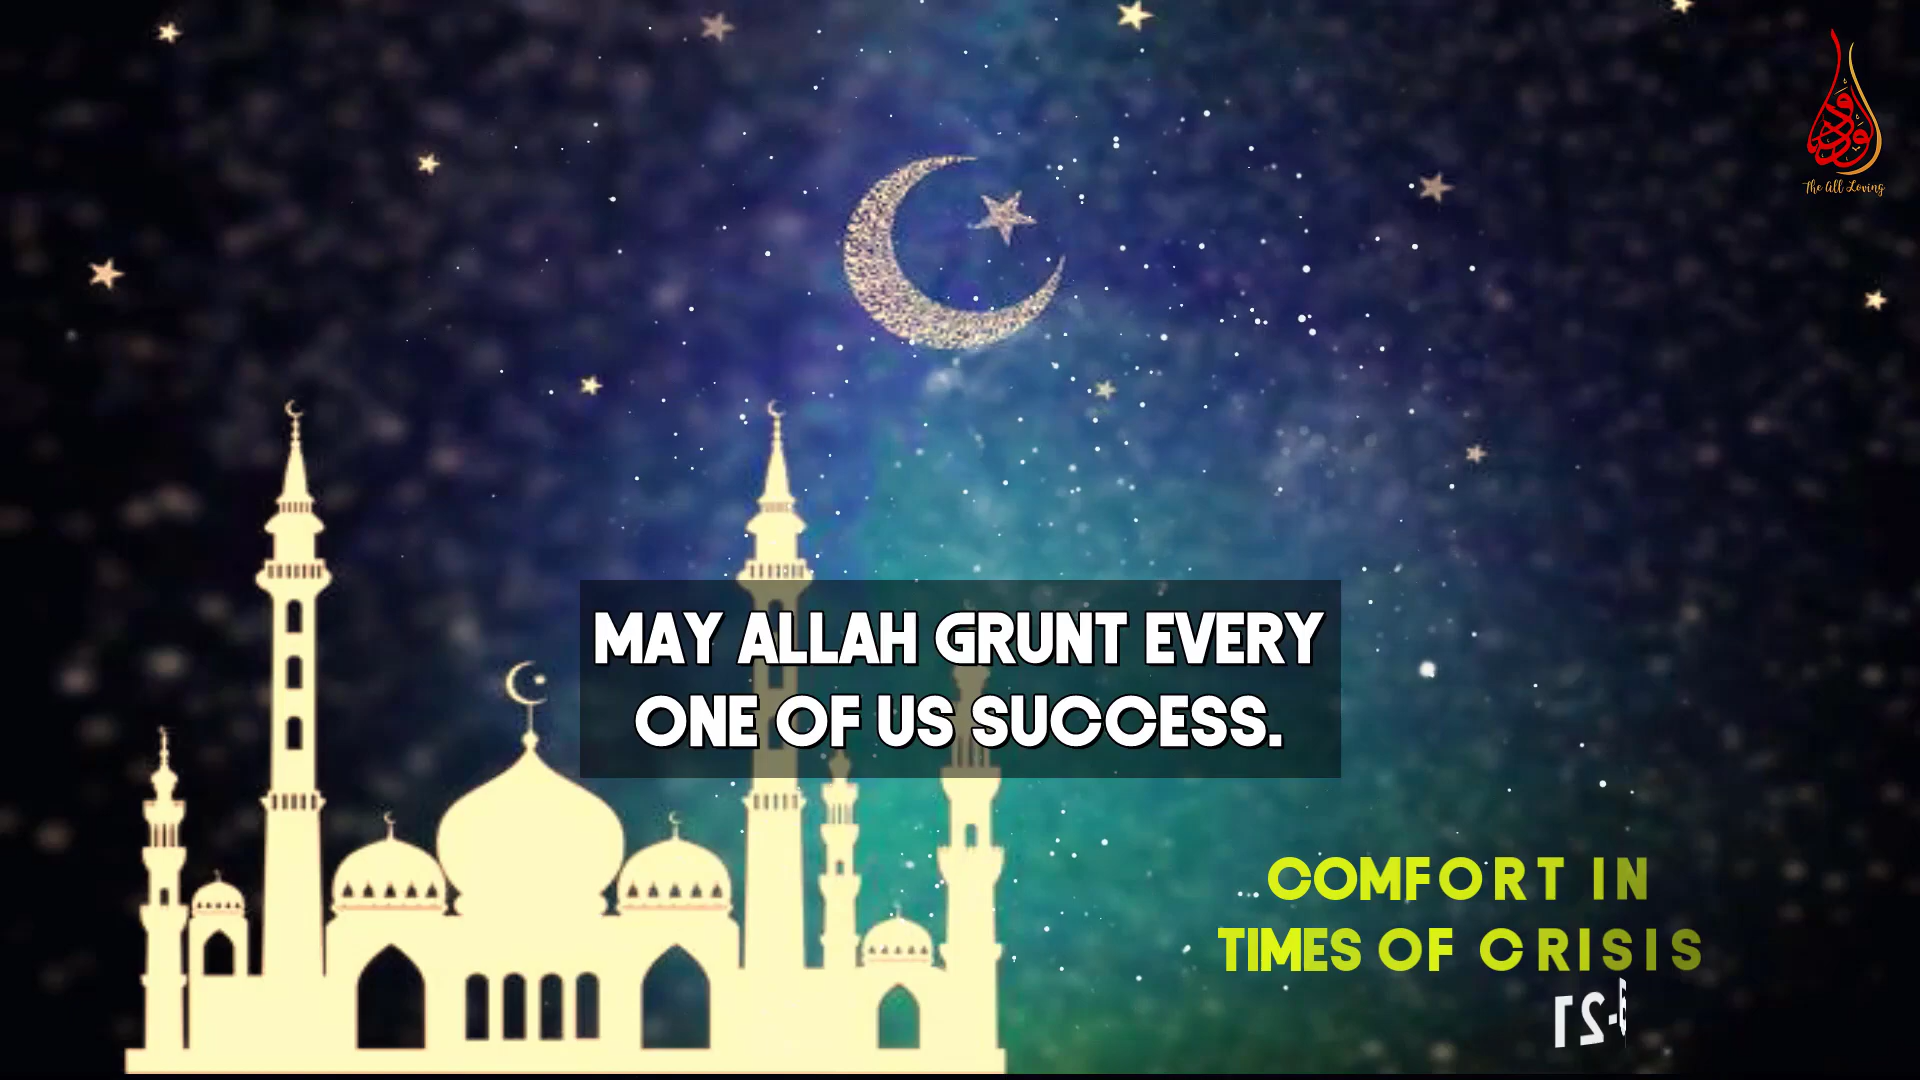 The All Loving
MAY ALLAH GRUNT EVERY
ONE OF US SUCCESS.
COMFORT IN
TIMES OF CRISIS